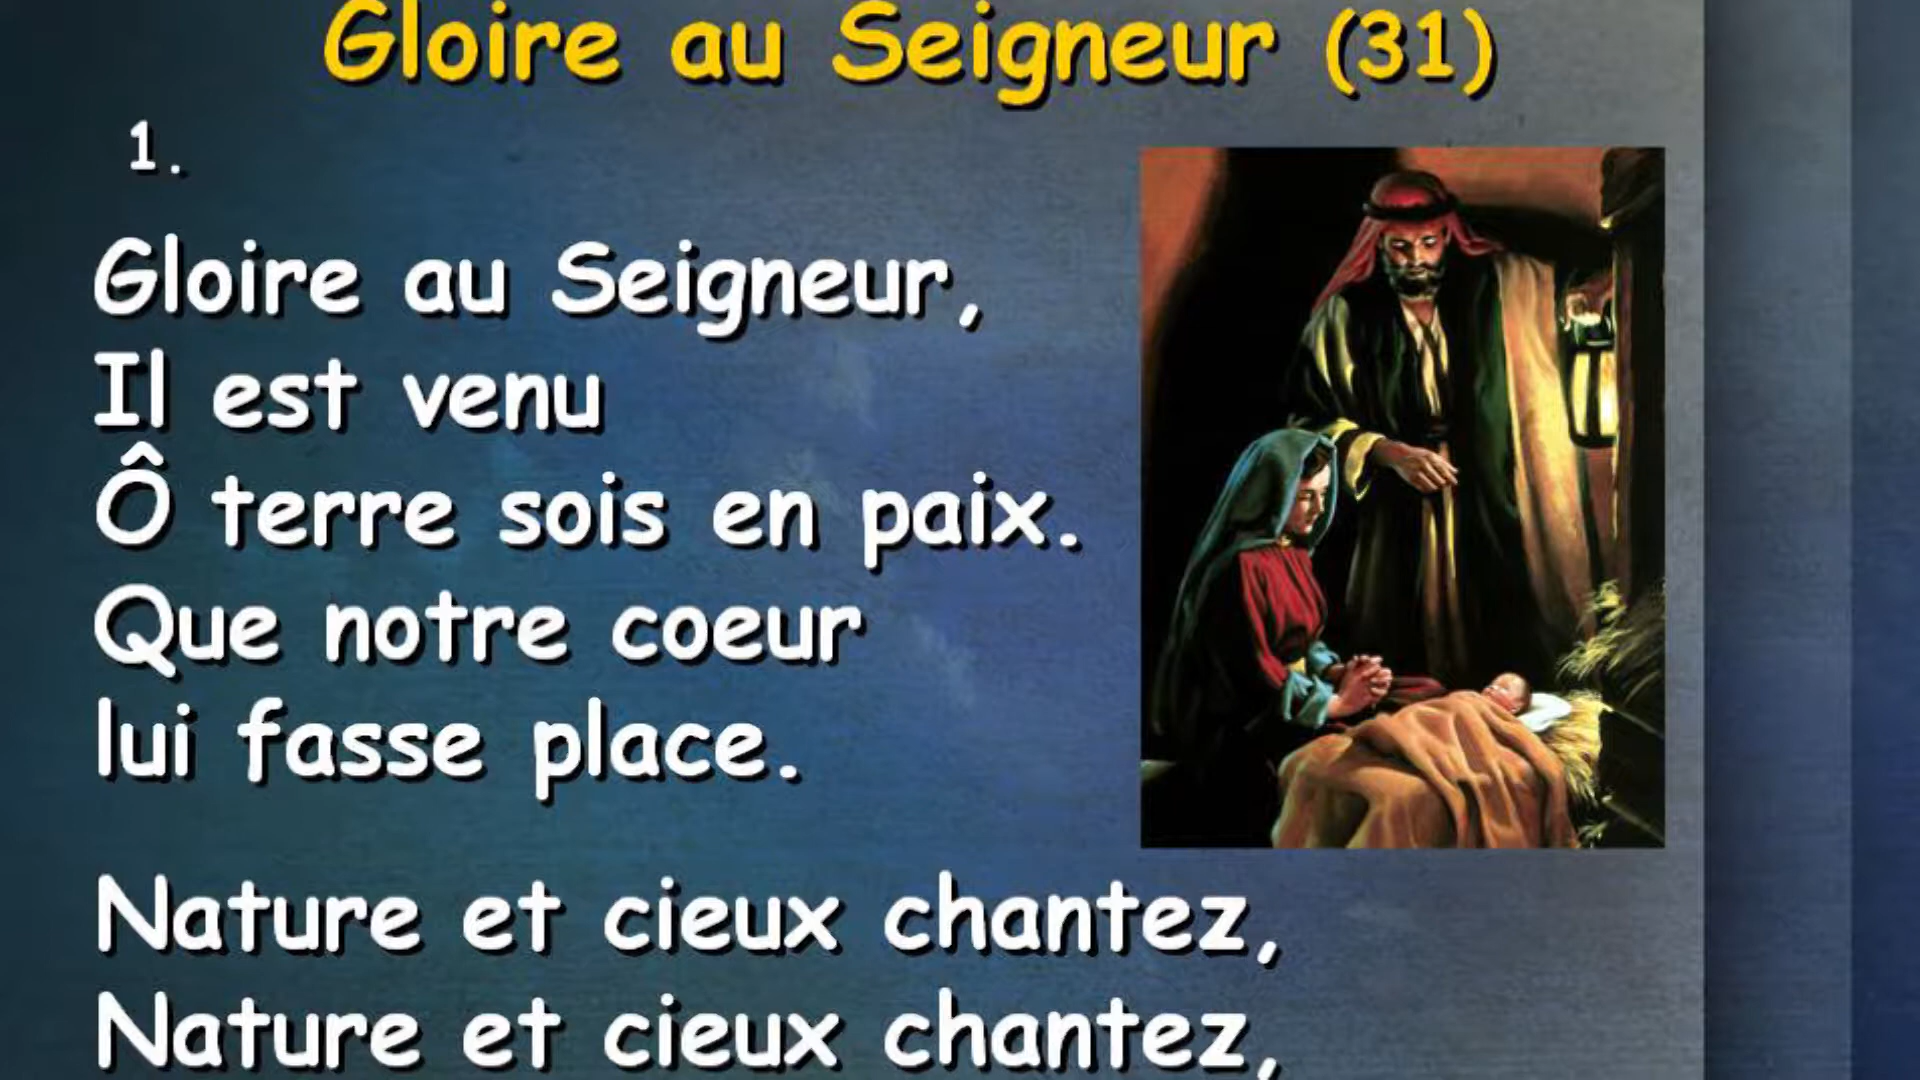 Gloire au Seigneur (31)
1.
Gloire au Seigneur,
Il est venu
Ô terre sois en paix.
Que notre coeur
lui fasse place.
Nature et cieux chantez,
Nature et cieux chantez,